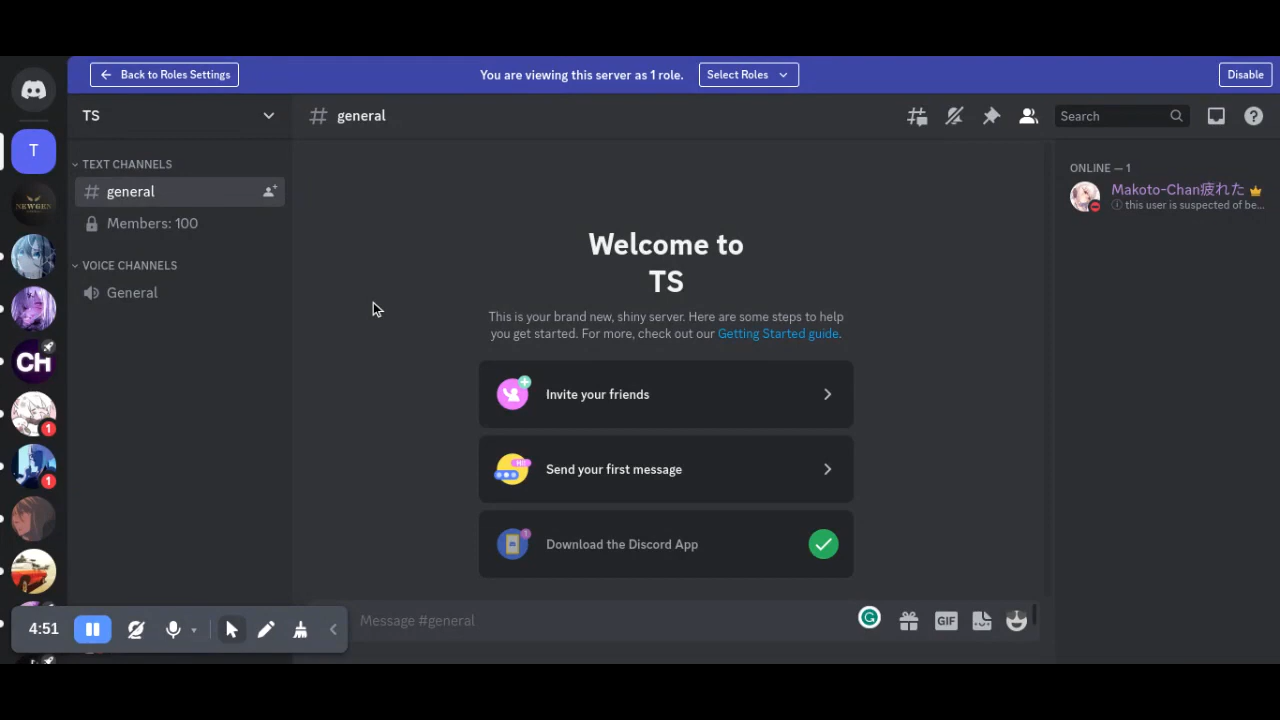 Back to Roles Settings
You are viewing this server as 1 role.
Select Roles
Disable
TS
general
Search
TEXT CHANNELS
general
Members: 100
VOICE CHANNELS
General
Welcome to
TS
This is your brand new, shiny server. Here are some steps to help
you get started. For more, check out our Getting Started guide.
Invite your friends
Send your first message
Download the Discord App
Message #general
GIF
ONLINE — 1
Makoto-Chan疲れた
this user is suspected of be...
T
NEWGEN
CH
1
1
4:51